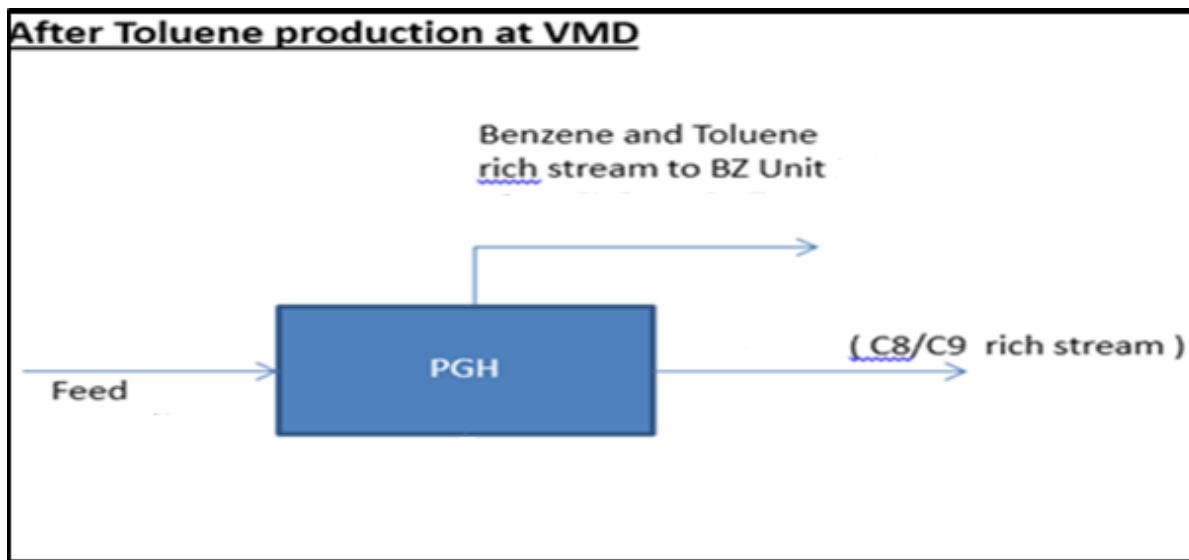 After Toluene production at VMD
Benzene and Toluene
rich stream to BZ Unit
( C8/C9 rich stream )
PGH
Feed